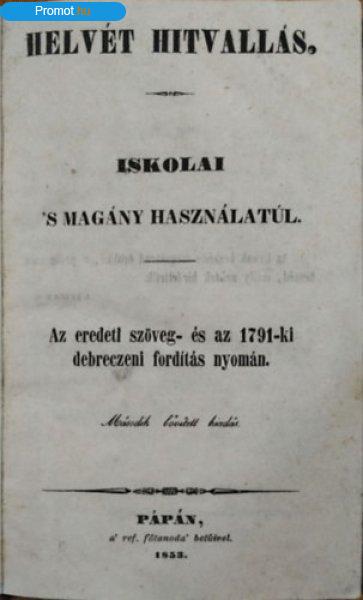 Promot.hu
HELVÉT HITVALLÁS,
ISKOLAI
'S MAGÁNY HASZNÁLATÚL.
Az eredeti szöveg- és az 1791-ki
debreczeni fordítás nyomán.
Második bővitett kiadás.
PÁPÁN,
a' ref. főtanoda' betűivel.
1853.